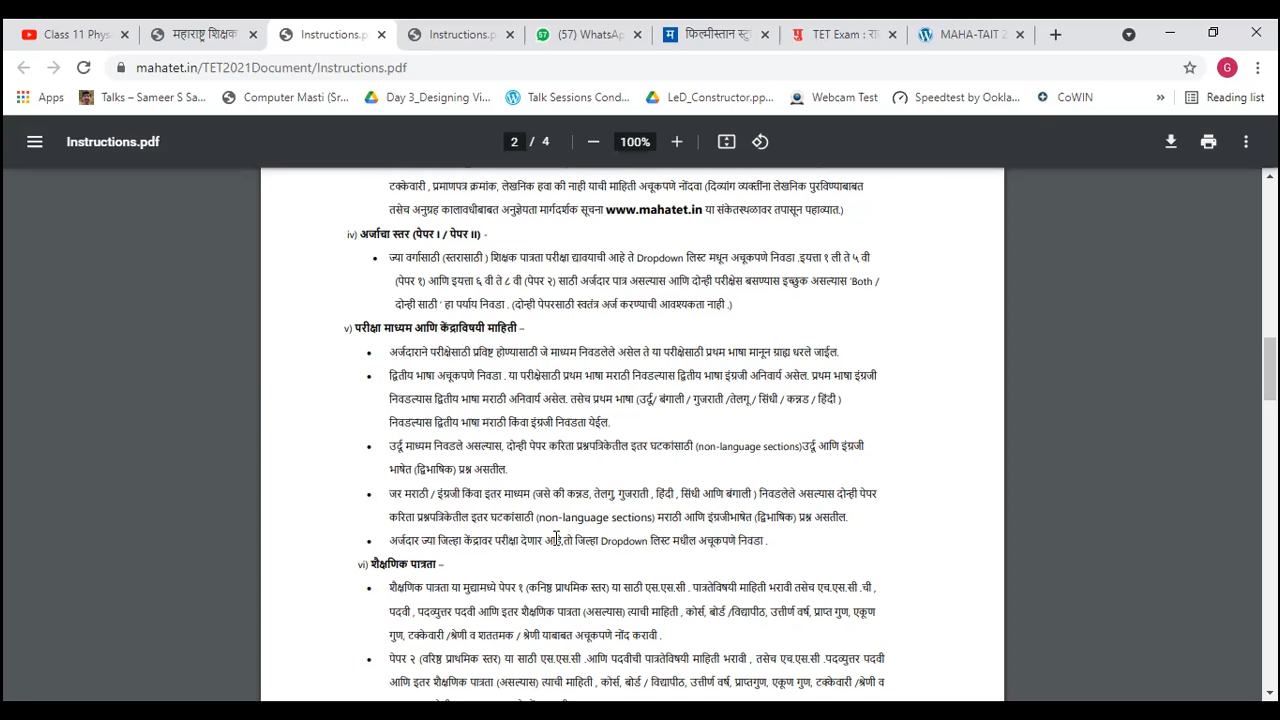 Class 11 Phys
महाराष्ट्र शिक्षक
Instructions.p
Instructions.p
(57) WhatsAp
फिल्मीस्तान स्टु
TET Exam : रा
MAHA-TAIT 2
mahatet.in/TET2021Document/Instructions.pdf
G
Apps
Talks – Sameer S Sa...
Computer Masti (Sr...
Day 3_Designing Vi...
Talk Sessions Cond...
LeD_Constructor.pp...
Webcam Test
Speedtest by Ookla...
CoWIN
»
Reading list
Instructions.pdf
2 / 4
100%
टक्केवारी , प्रमाणपत्र क्रमांक, लेखनिक हवा की नाही याची माहिती अचूकपणे नोंदवा (दिव्यांग व्यक्तींना लेखनिक पुरविण्याबाबत
तसेच अनुग्रह कालावधीबाबत अनुज्ञेयता मार्गदर्शक सूचना www.mahatet.in या संकेतस्थळावर तपासून पहाव्यात.)
iv) अर्जाचा स्तर (पेपर I / पेपर II) -
• ज्या वर्गासाठी (स्तरासाठी ) शिक्षक पात्रता परीक्षा द्यावयाची आहे ते Dropdown लिस्ट मधून अचूकपणे निवडा .इयत्ता १ ली ते ५ वी
(पेपर १) आणि इयत्ता ६ वी ते ८ वी (पेपर २) साठी अर्जदार पात्र असल्यास आणि दोन्ही परीक्षेस बसण्यास इच्छुक असल्यास ‘Both /
दोन्ही साठी ’ हा पर्याय निवडा . (दोन्ही पेपरसाठी स्वतंत्र अर्ज करण्याची आवश्यकता नाही .)
v) परीक्षा माध्यम आणि केंद्राविषयी माहिती –
• अर्जदाराने परीक्षेसाठी प्रविष्ट होण्यासाठी जे माध्यम निवडलेले असेल ते या परीक्षेसाठी प्रथम भाषा मानून ग्राह्य धरले जाईल.
• द्वितीय भाषा अचूकपणे निवडा . या परीक्षेसाठी प्रथम भाषा मराठी निवडल्यास द्वितीय भाषा इंग्रजी अनिवार्य असेल. प्रथम भाषा इंग्रजी
निवडल्यास द्वितीय भाषा मराठी अनिवार्य असेल. तसेच प्रथम भाषा (उर्दू/ बंगाली / गुजराती /तेलगू / सिंधी / कन्नड / हिंदी )
निवडल्यास द्वितीय भाषा मराठी किंवा इंग्रजी निवडता येईल.
• उर्दू माध्यम निवडले असल्यास, दोन्ही पेपर करिता प्रश्नपत्रिकेतील इतर घटकांसाठी (non-language sections)उर्दू आणि इंग्रजी
भाषेत (द्विभाषिक) प्रश्न असतील.
• जर मराठी / इंग्रजी किंवा इतर माध्यम (जसे की कन्नड, तेलगु, गुजराती , हिंदी , सिंधी आणि बंगाली ) निवडलेले असल्यास दोन्ही पेपर
करिता प्रश्नपत्रिकेतील इतर घटकांसाठी (non-language sections) मराठी आणि इंग्रजीभाषेत (द्विभाषिक) प्रश्न असतील.
• अर्जदार ज्या जिल्हा केंद्रावर परीक्षा देणार आहे,तो जिल्हा Dropdown लिस्ट मधील अचूकपणे निवडा .
vi) शैक्षणिक पात्रता –
• शैक्षणिक पात्रता या मुद्यामध्ये पेपर १ (कनिष्ठ प्राथमिक स्तर) या साठी एस.एस.सी . पात्रतेविषयी माहिती भरावी तसेच एच.एस.सी .ची ,
पदवी , पदव्युत्तर पदवी आणि इतर शैक्षणिक पात्रता (असल्यास) त्याची माहिती , कोर्स, बोर्ड /विद्यापीठ, उत्तीर्ण वर्ष, प्राप्त गुण, एकूण
गुण, टक्केवारी /श्रेणी व शततमक / श्रेणी याबाबत अचूकपणे नोंद करावी .
• पेपर २ (वरिष्ठ प्राथमिक स्तर) या साठी एस.एस.सी .आणि पदवीची पात्रतेविषयी माहिती भरावी , तसेच एच.एस.सी .पदव्युत्तर पदवी
आणि इतर शैक्षणिक पात्रता (असल्यास) त्याची माहिती , कोर्स, बोर्ड / विद्यापीठ, उत्तीर्ण वर्ष, प्राप्तगुण, एकूण गुण, टक्केवारी /श्रेणी व